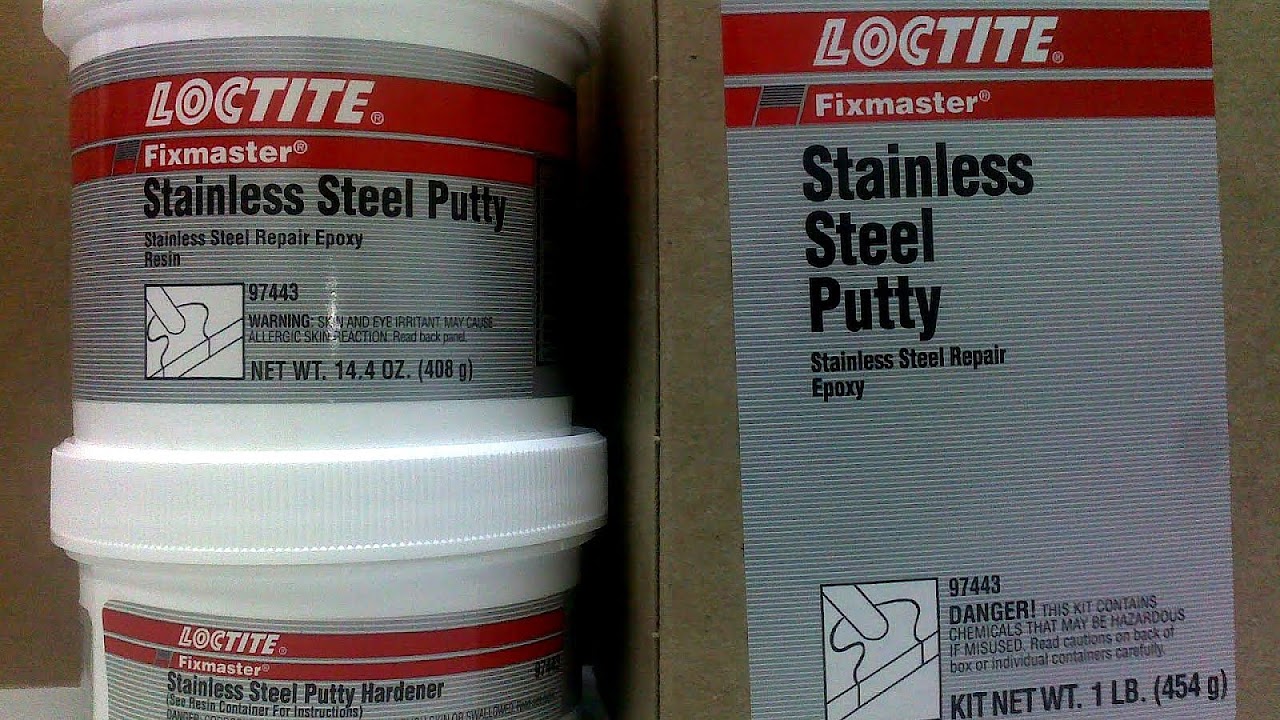 LOCTITE®
Fixmaster®
Stainless Steel Putty
Stainless Steel Repair Epoxy
Resin
97443
WARNING: SKIN AND EYE IRRITANT. MAY CAUSE
ALLERGIC SKIN REACTION. Read back panel.
NET WT. 14.4 OZ. (408 g)
LOCTITE®
Fixmaster®
97443
Stainless Steel Putty Hardener
(See Resin Container For Instructions)
SKIN OR SWALLOWED
LOCTITE®
Fixmaster®
Stainless
Steel
Putty
Stainless Steel Repair
Epoxy
97443
DANGER! THIS KIT CONTAINS
CHEMICALS THAT MAY BE HAZARDOUS
IF MISUSED. Read cautions on back of
box or individual containers carefully.
KIT NET WT. 1 LB. (454 g)